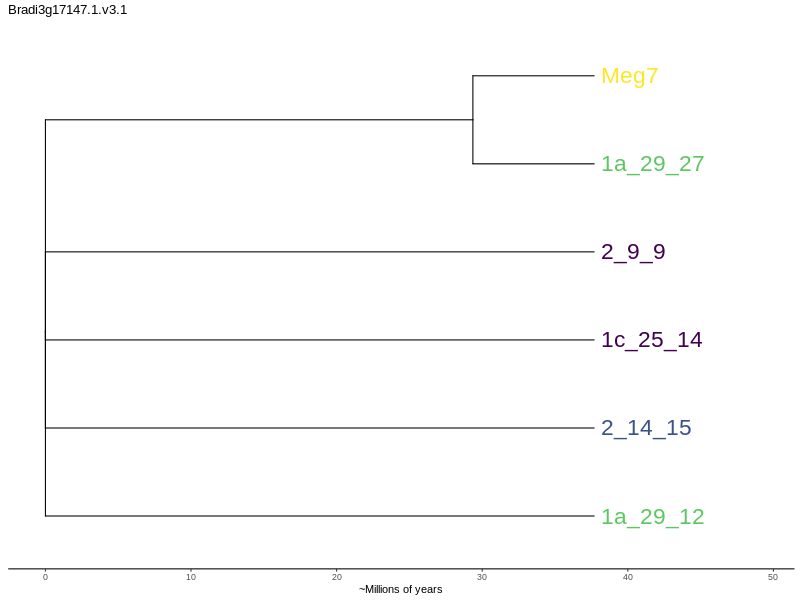 Bradi3g17147.1.v3.1
Meg7
1a_29_27
2_9_9
1c_25_14
2_14_15
1a_29_12
0 10 20 30 40 50
~Millions of years